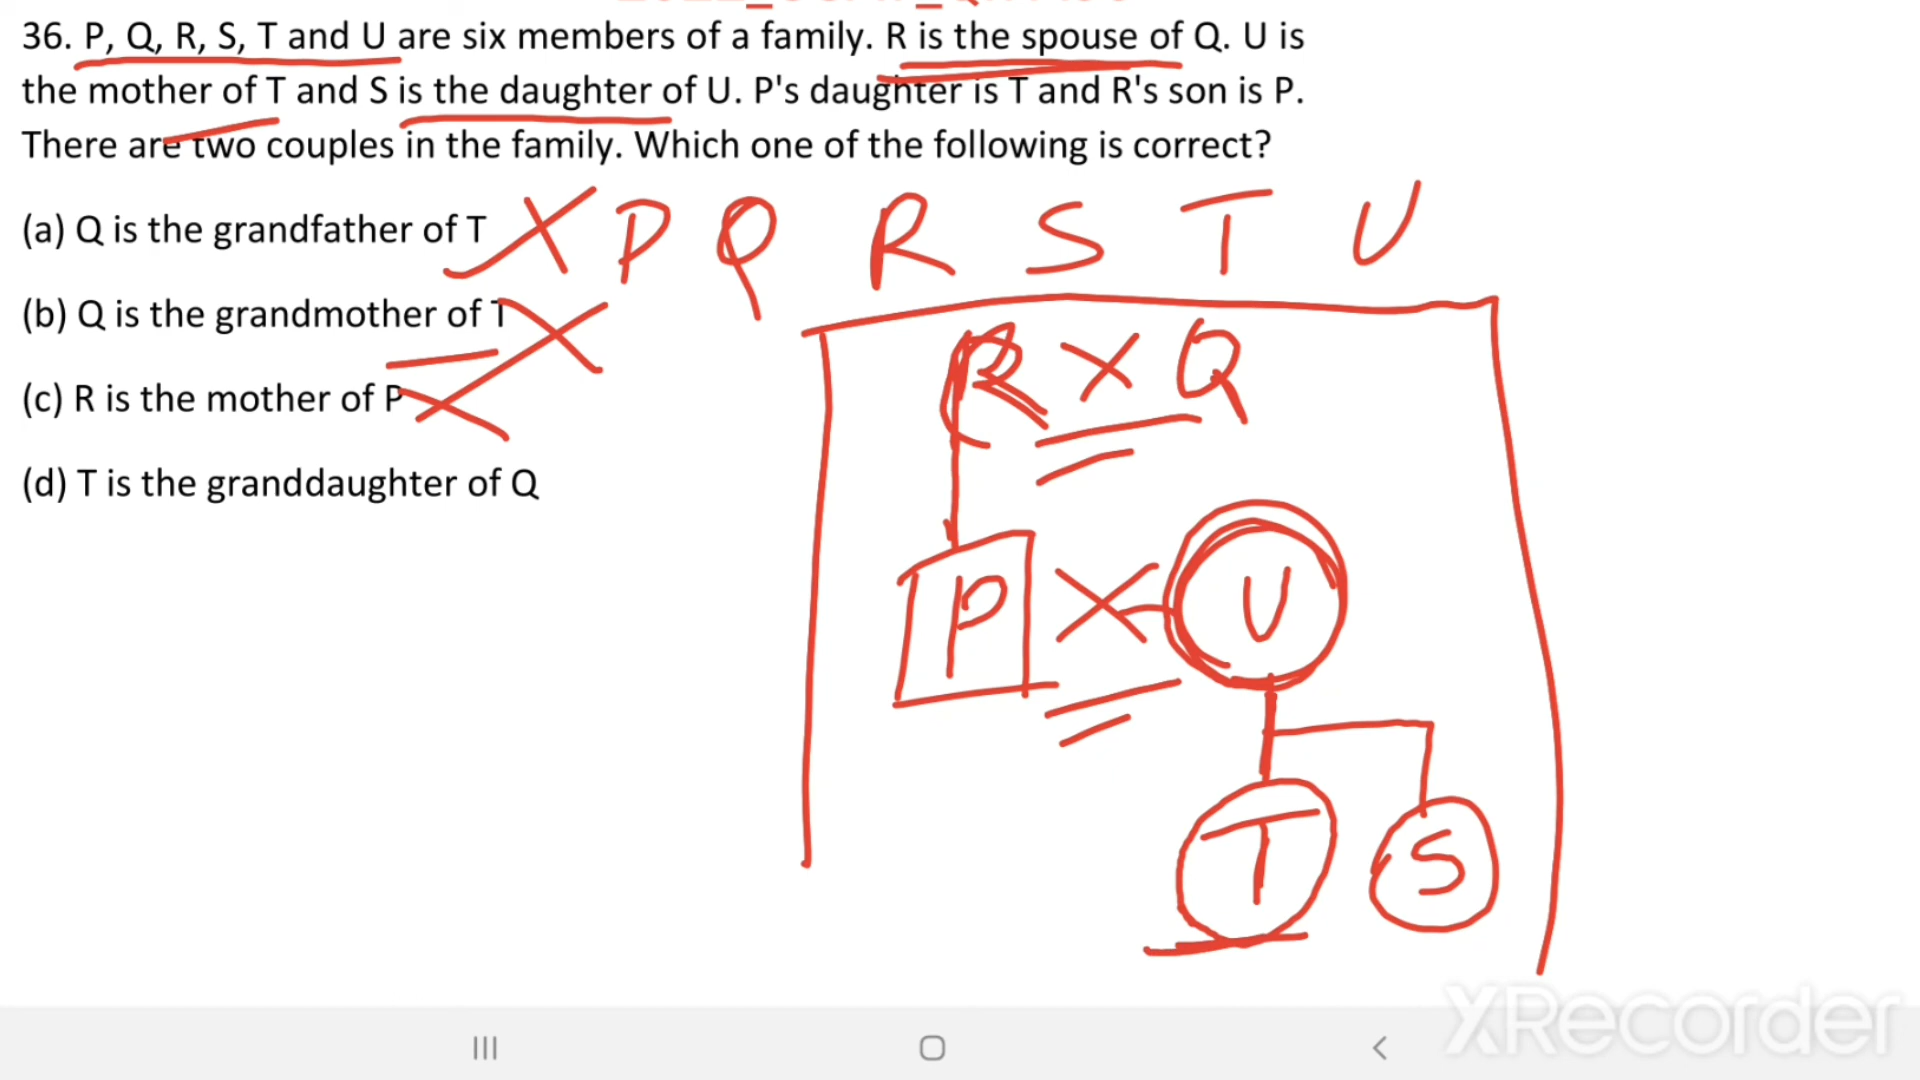 36. P, Q, R, S, T and U are six members of a family. R is the spouse of Q. U is
the mother of T and S is the daughter of U. P's daughter is T and R's son is P.
There are two couples in the family. Which one of the following is correct?
(a) Q is the grandfather of T
P Q R S T U
(b) Q is the grandmother of T
R X Q
(c) R is the mother of P
(d) T is the granddaughter of Q
P X U
T S
XRecorder